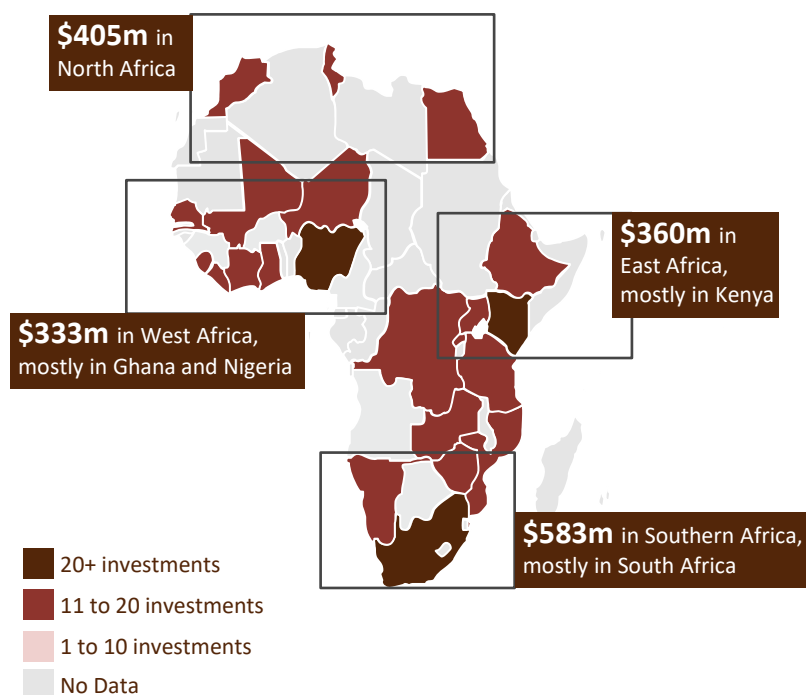 $405m in
North Africa
$360m in
East Africa,
mostly in Kenya
$333m in West Africa,
mostly in Ghana and Nigeria
$583m in Southern Africa,
mostly in South Africa
20+ investments
11 to 20 investments
1 to 10 investments
No Data